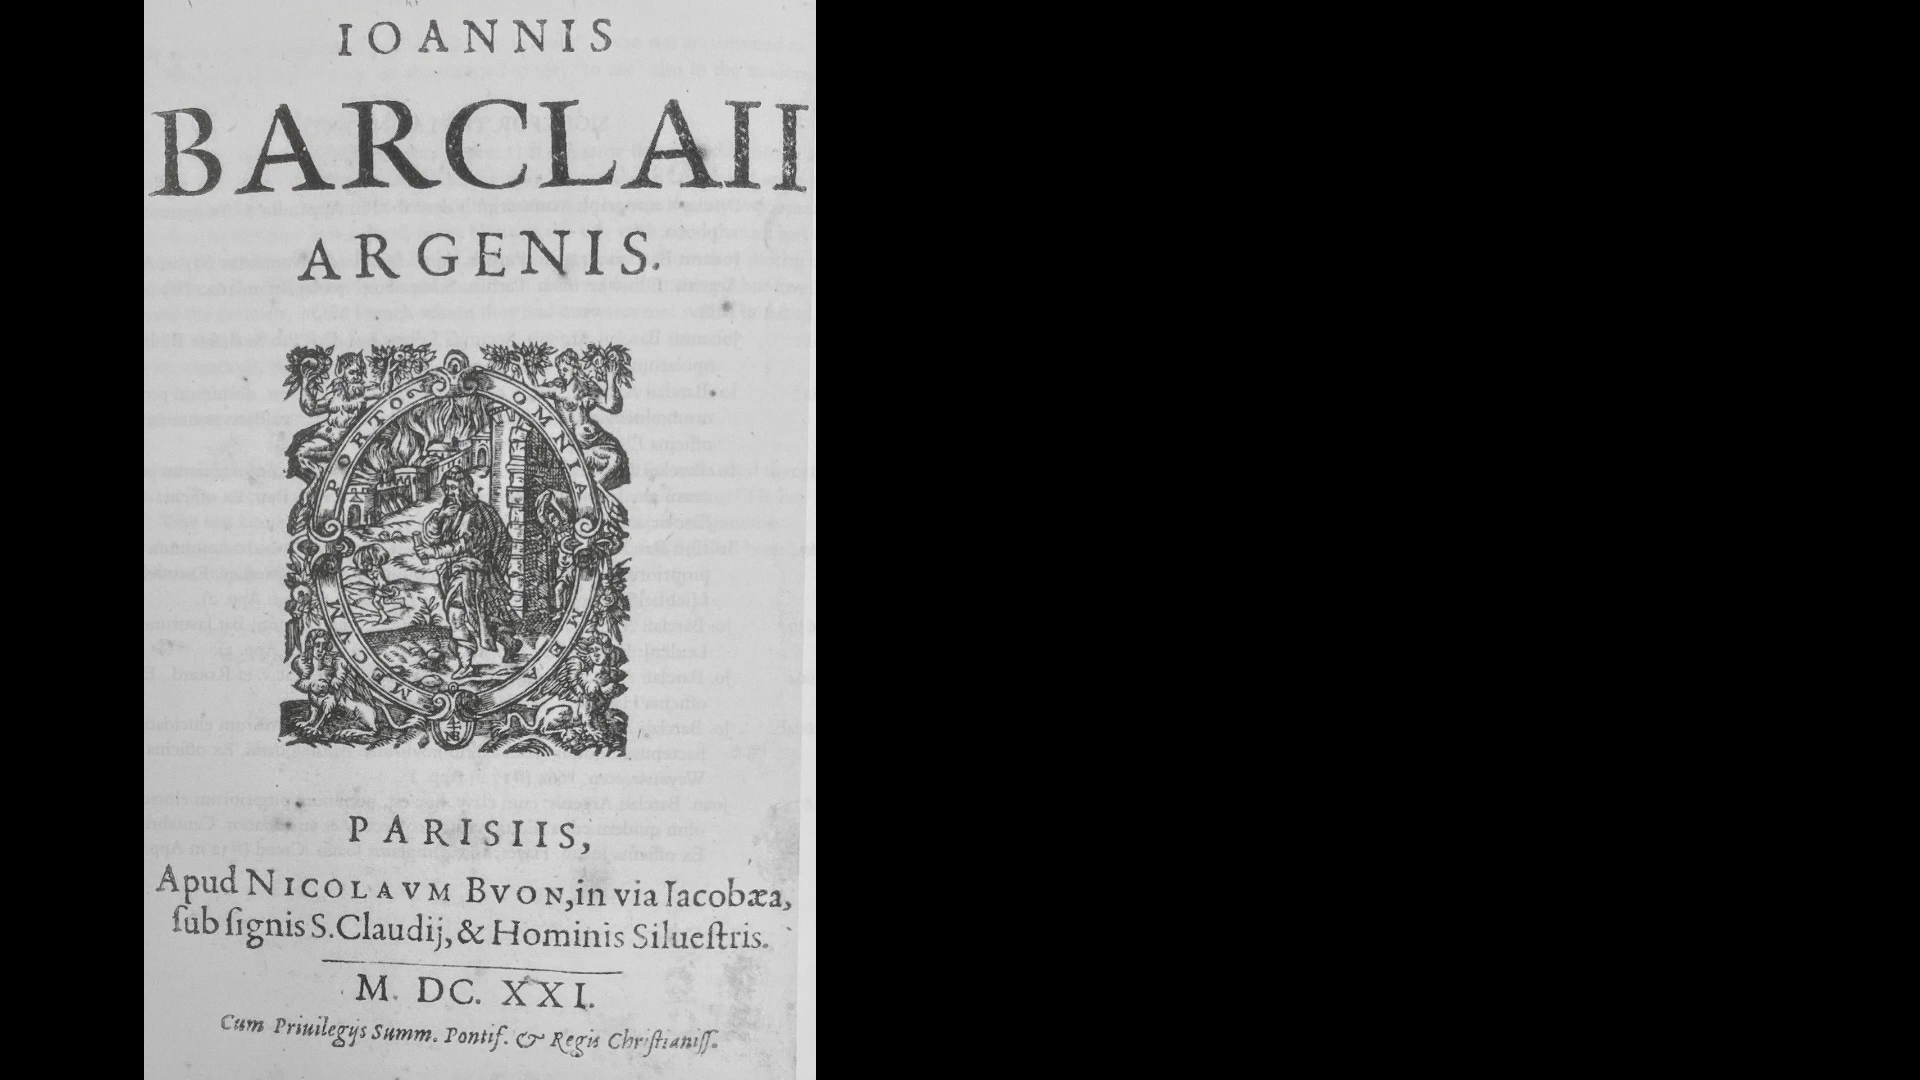 IOANNIS
BARCLAII
ARGENIS.
OMNIA MEA MECVM PORTO
PARISIIS,
Apud NICOLAVM BVON, in via Iacobæa,
ſub ſignis S. Claudij, & Hominis Silueſtris.
M. DC. XXI.
Cum Priuilegijs Summ. Pontif. & Regis Chriſtianiſſ.